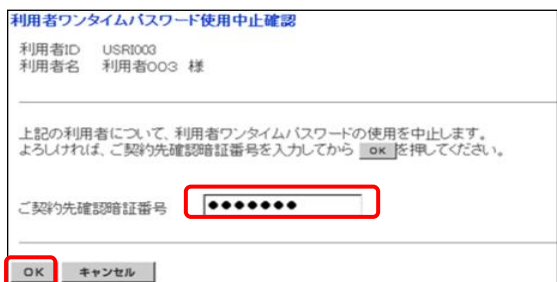 利用者ワンタイムパスワード使用中止確認
利用者ID USRI003
利用者名 利用者003 様
上記の利用者について、利用者ワンタイムパスワードの使用を中止します。
よろしければ、ご契約先確認暗証番号を入力してから OK を押してください。
ご契約先確認暗証番号 ●●●●●●●
OK キャンセル